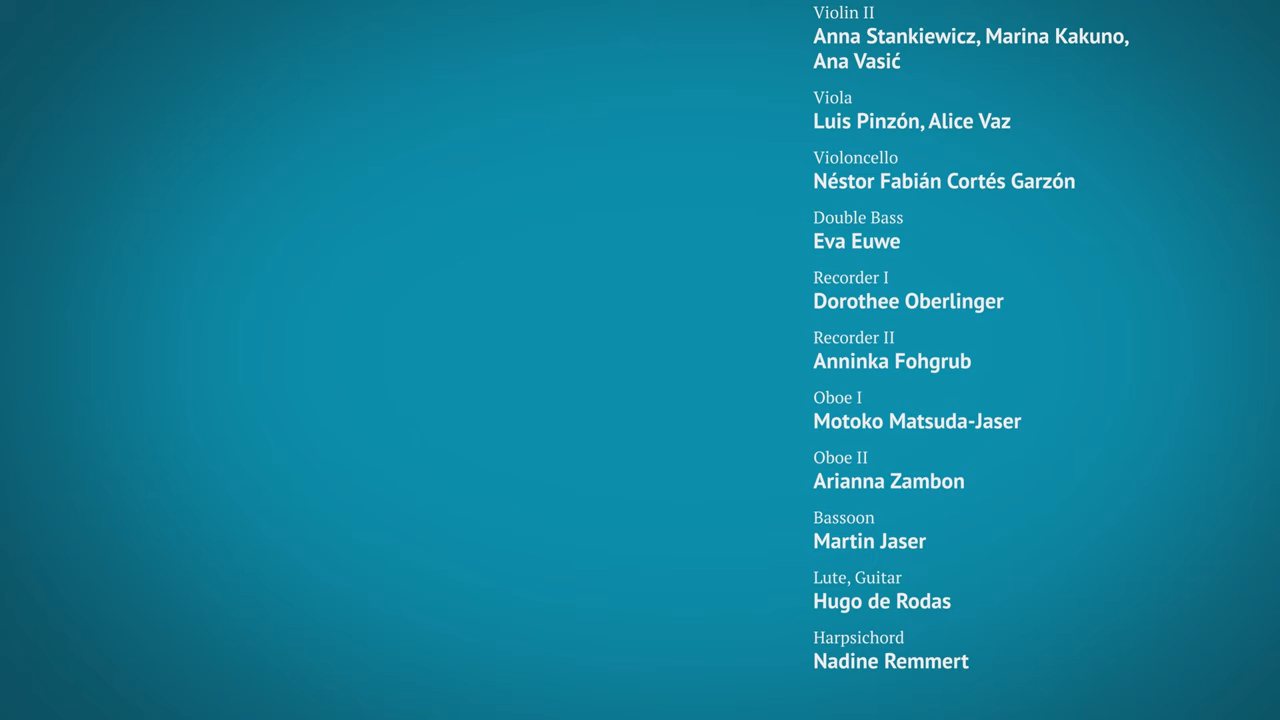 Violin II
Anna Stankiewicz, Marina Kakuno,
Ana Vasić
Viola
Luis Pinzón, Alice Vaz
Violoncello
Néstor Fabián Cortés Garzón
Double Bass
Eva Euwe
Recorder I
Dorothee Oberlinger
Recorder II
Anninka Fohgrub
Oboe I
Motoko Matsuda-Jaser
Oboe II
Arianna Zambon
Bassoon
Martin Jaser
Lute, Guitar
Hugo de Rodas
Harpsichord
Nadine Remmert